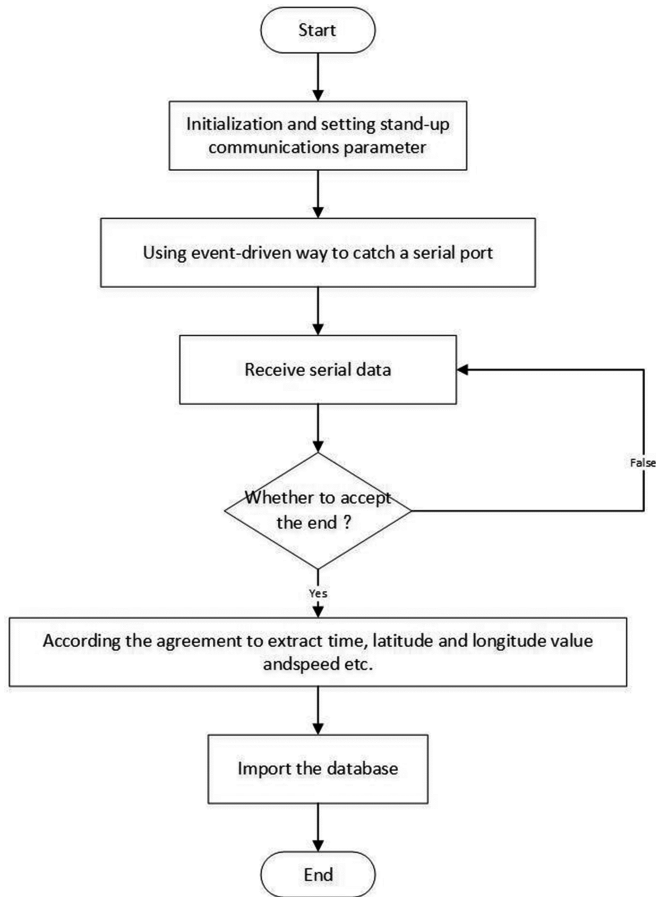 Start
Initialization and setting stand-up
communications parameter
Using event-driven way to catch a serial port
Receive serial data
False
Whether to accept
the end ?
Yes
According the agreement to extract time, latitude and longitude value
andspeed etc.
Import the database
End